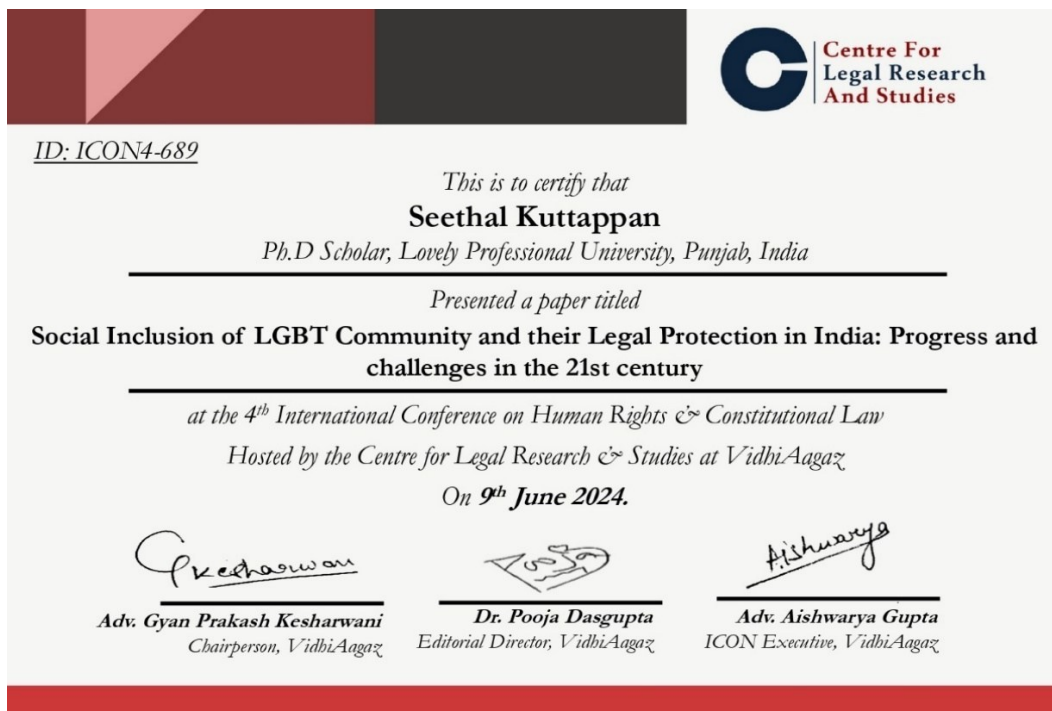 Centre For
Legal Research
And Studies
ID: ICON4-689
This is to certify that
Seethal Kuttappan
Ph.D Scholar, Lovely Professional University, Punjab, India
Presented a paper titled
Social Inclusion of LGBT Community and their Legal Protection in India: Progress and
challenges in the 21st century
at the 4th International Conference on Human Rights & Constitutional Law
Hosted by the Centre for Legal Research & Studies at VidhiAagaz
On 9th June 2024.
GPKesharwani
Pooja
Aishwarya
Adv. Gyan Prakash Kesharwani
Chairperson, VidhiAagaz
Dr. Pooja Dasgupta
Editorial Director, VidhiAagaz
Adv. Aishwarya Gupta
ICON Executive, VidhiAagaz